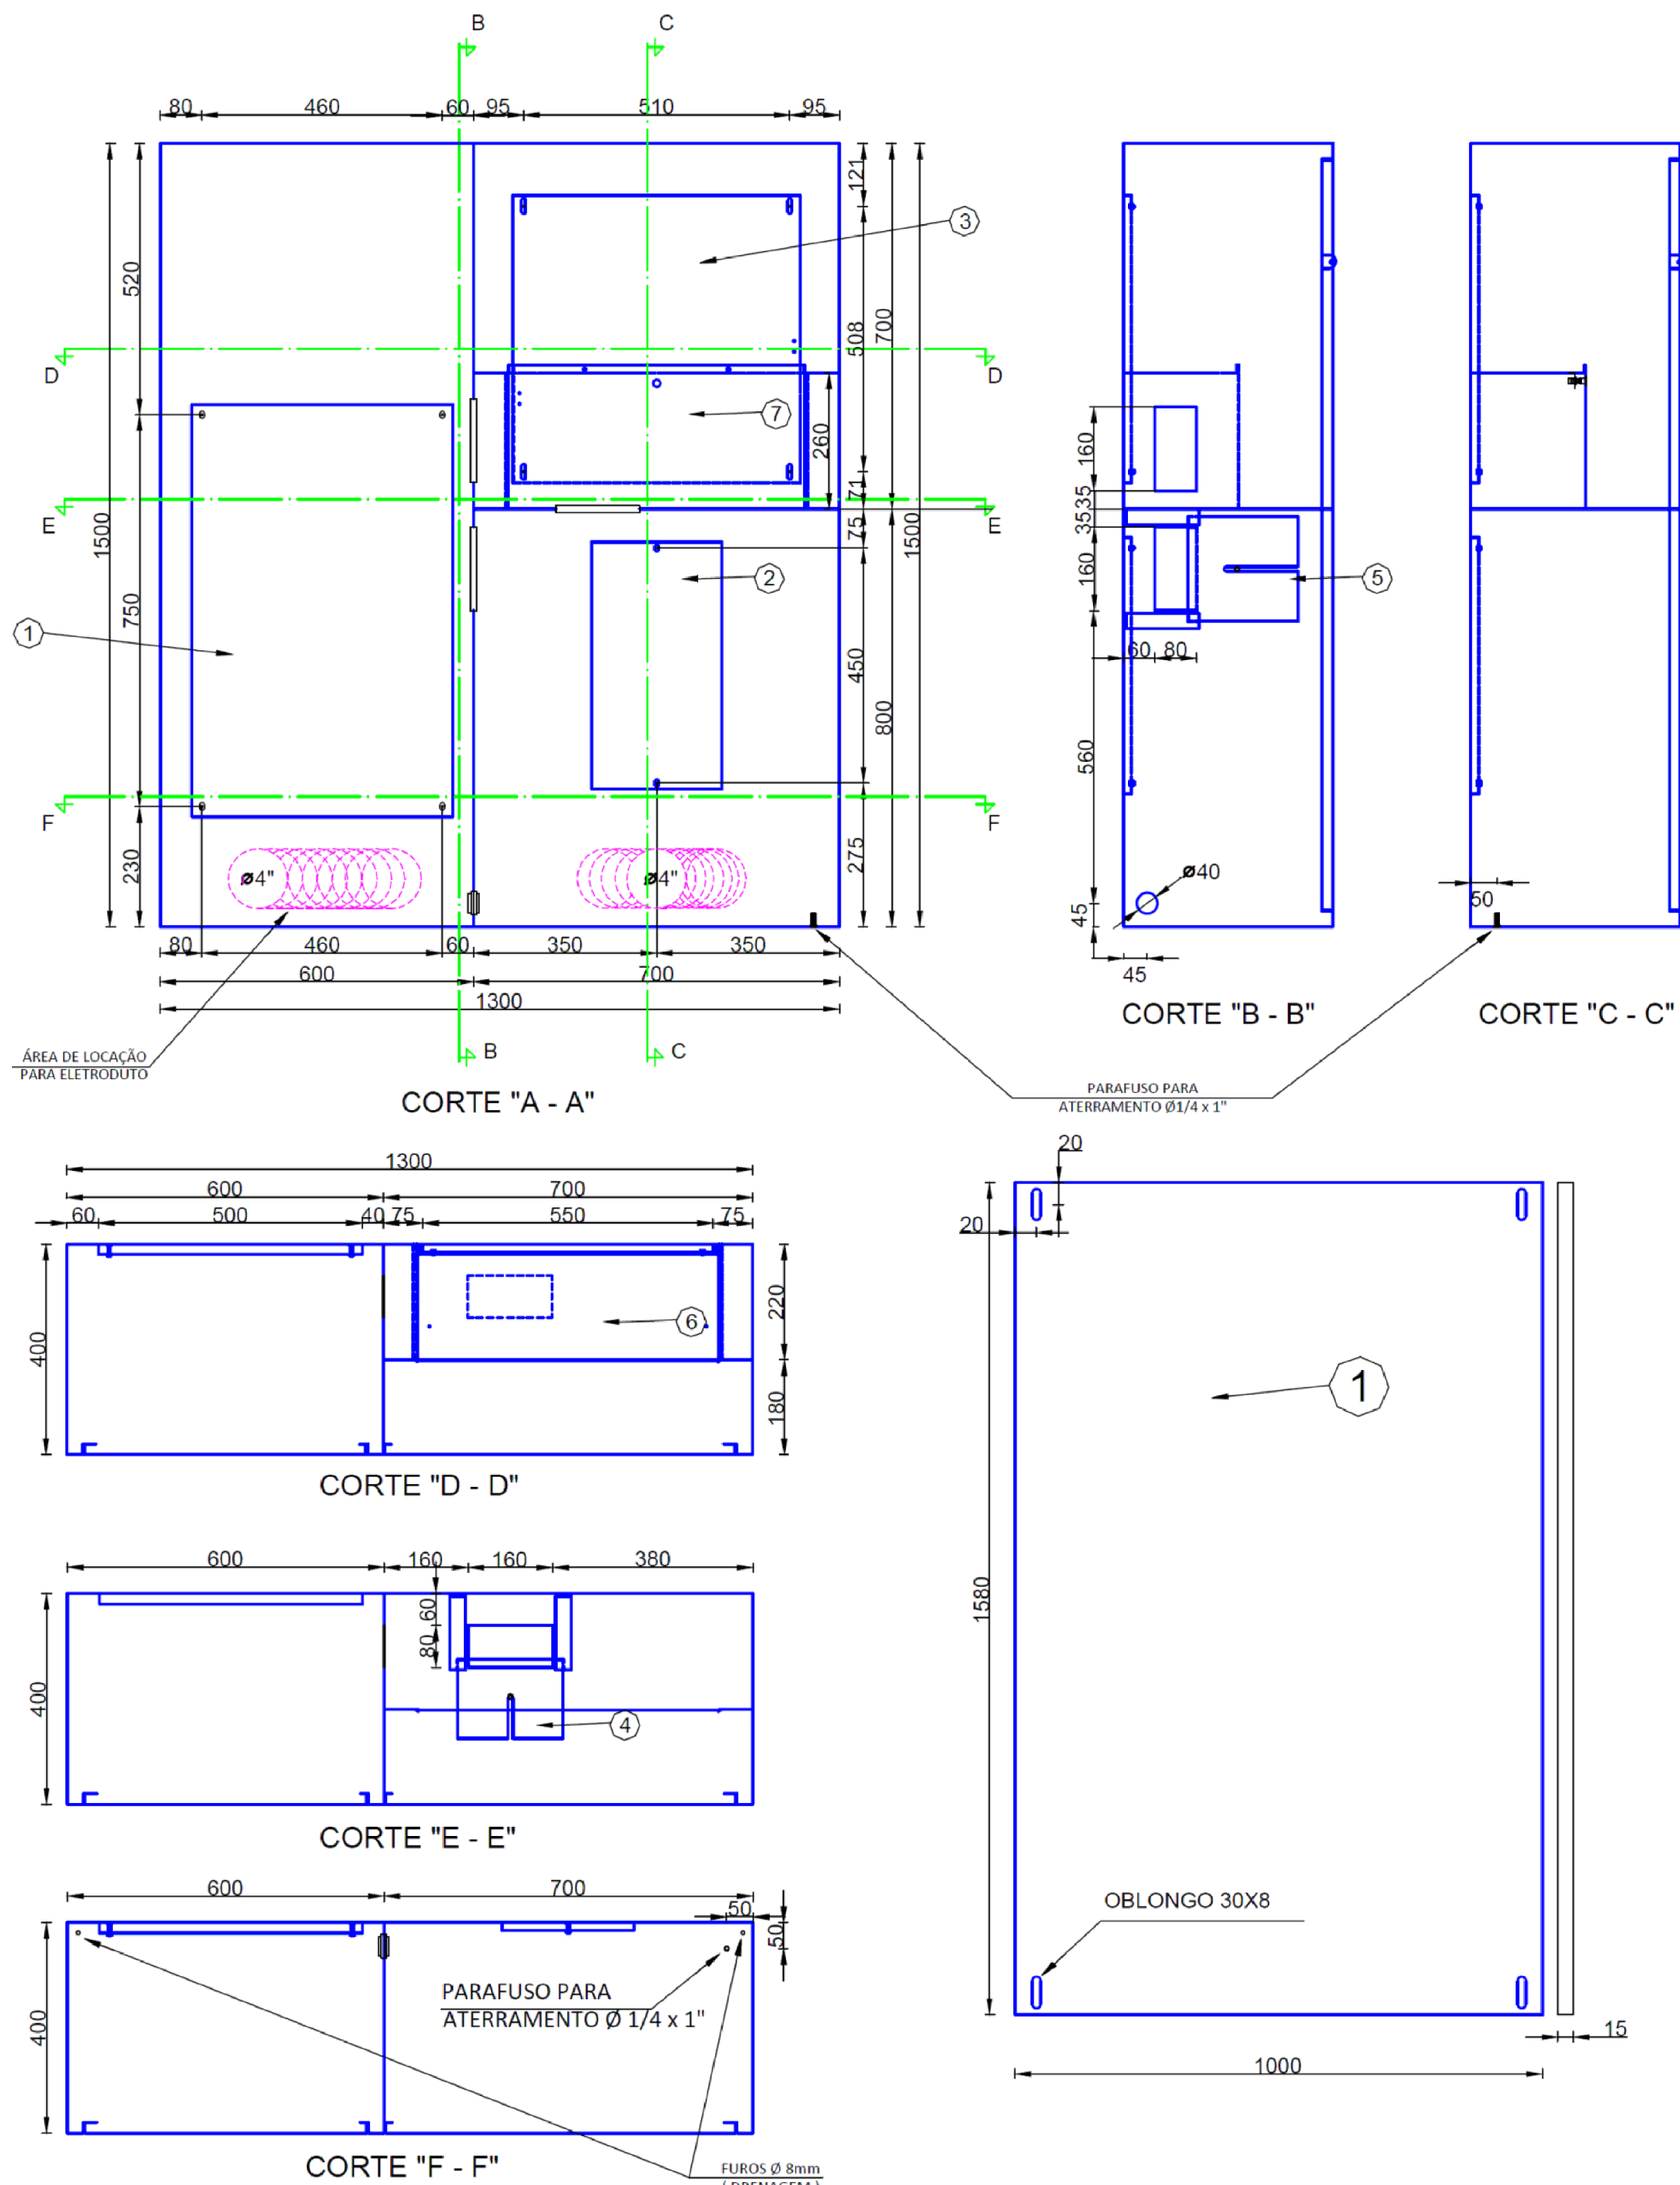 B
C
80
460
60
95
510
95
121
3
520
508
700
D
D
7
260
160
71
35
E
E
1500
75
1500
35
2
160
5
750
1
450
60
80
800
560
F
F
230
275
ø4"
ø4"
ø40
50
45
80
460
60
350
350
45
600
700
1300
CORTE "B - B"
CORTE "C - C"
ÁREA DE LOCAÇÃO
PARA ELETRODUTO
B
C
CORTE "A - A"
PARAFUSO PARA
ATERRAMENTO Ø1/4 x 1"
1300
600
700
60
500
40
75
550
75
400
220
6
180
CORTE "D - D"
600
160
160
380
60
80
400
4
CORTE "E - E"
600
700
50
50
400
PARAFUSO PARA
ATERRAMENTO Ø 1/4 x 1"
CORTE "F - F"
FUROS Ø 8mm
( DRENAGEM )
20
20
1
1580
OBLONGO 30X8
15
1000